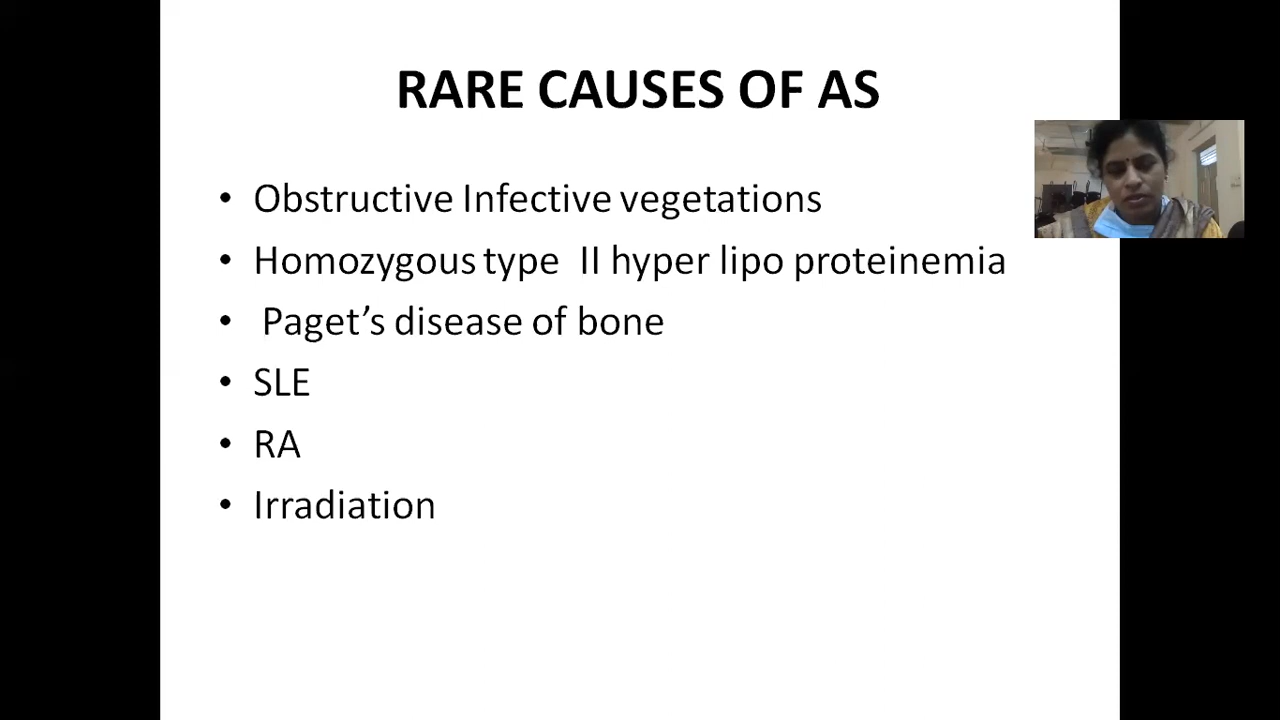 RARE CAUSES OF AS
• Obstructive Infective vegetations
• Homozygous type  II hyper lipo proteinemia
•  Paget’s disease of bone
• SLE
• RA
• Irradiation